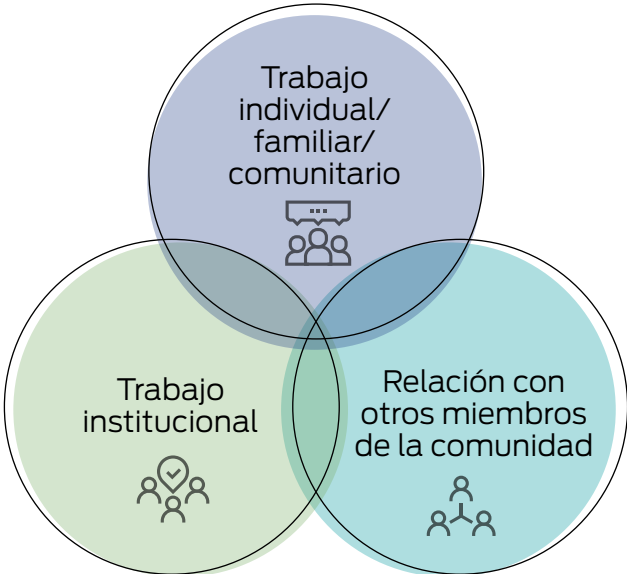 Trabajo
individual/
familiar/
comunitario
Trabajo
institucional
Relación con
otros miembros
de la comunidad